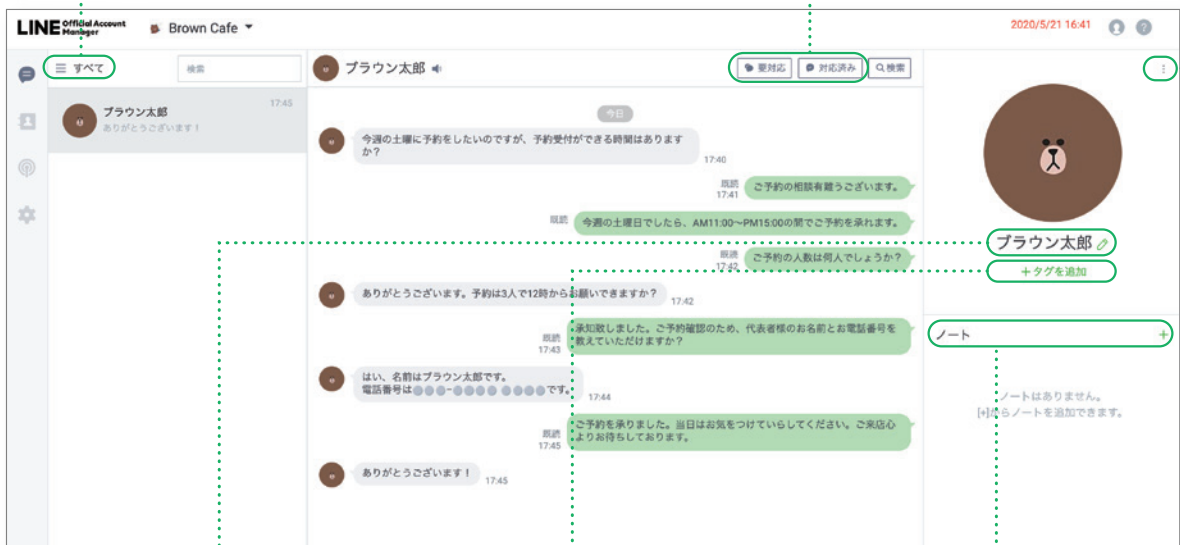 LINE Official Account Manager
Brown Cafe
2020/5/21 16:41
すべて
検索
ブラウン太郎
17:45
ありがとうございます！
ブラウン太郎
要対応
対応済み
検索
今日
今週の土曜に予約をしたいのですが、予約受付ができる時間はあります
か？
17:40
既読
17:41
ご予約の相談有難うございます。
既読
今週の土曜日でしたら、AM11:00〜PM15:00の間でご予約を承れます。
既読
17:42
ご予約の人数は何人でしょうか？
ありがとうございます。予約は3人で12時からお願いできますか？
17:42
承知致しました。ご予約確認のため、代表者様のお名前とお電話番号を
教えていただけますか？
既読
17:43
はい、名前はブラウン太郎です。
電話番号は●●●-●●●● ●●●●です。
17:44
ご予約を承りました。当日はお気をつけていらしてください。ご来店心
よりお待ちしております。
既読
17:45
ありがとうございます！
17:45
ブラウン太郎
+タグを追加
ノート
+
ノートはありません。
[+]からノートを追加できます。